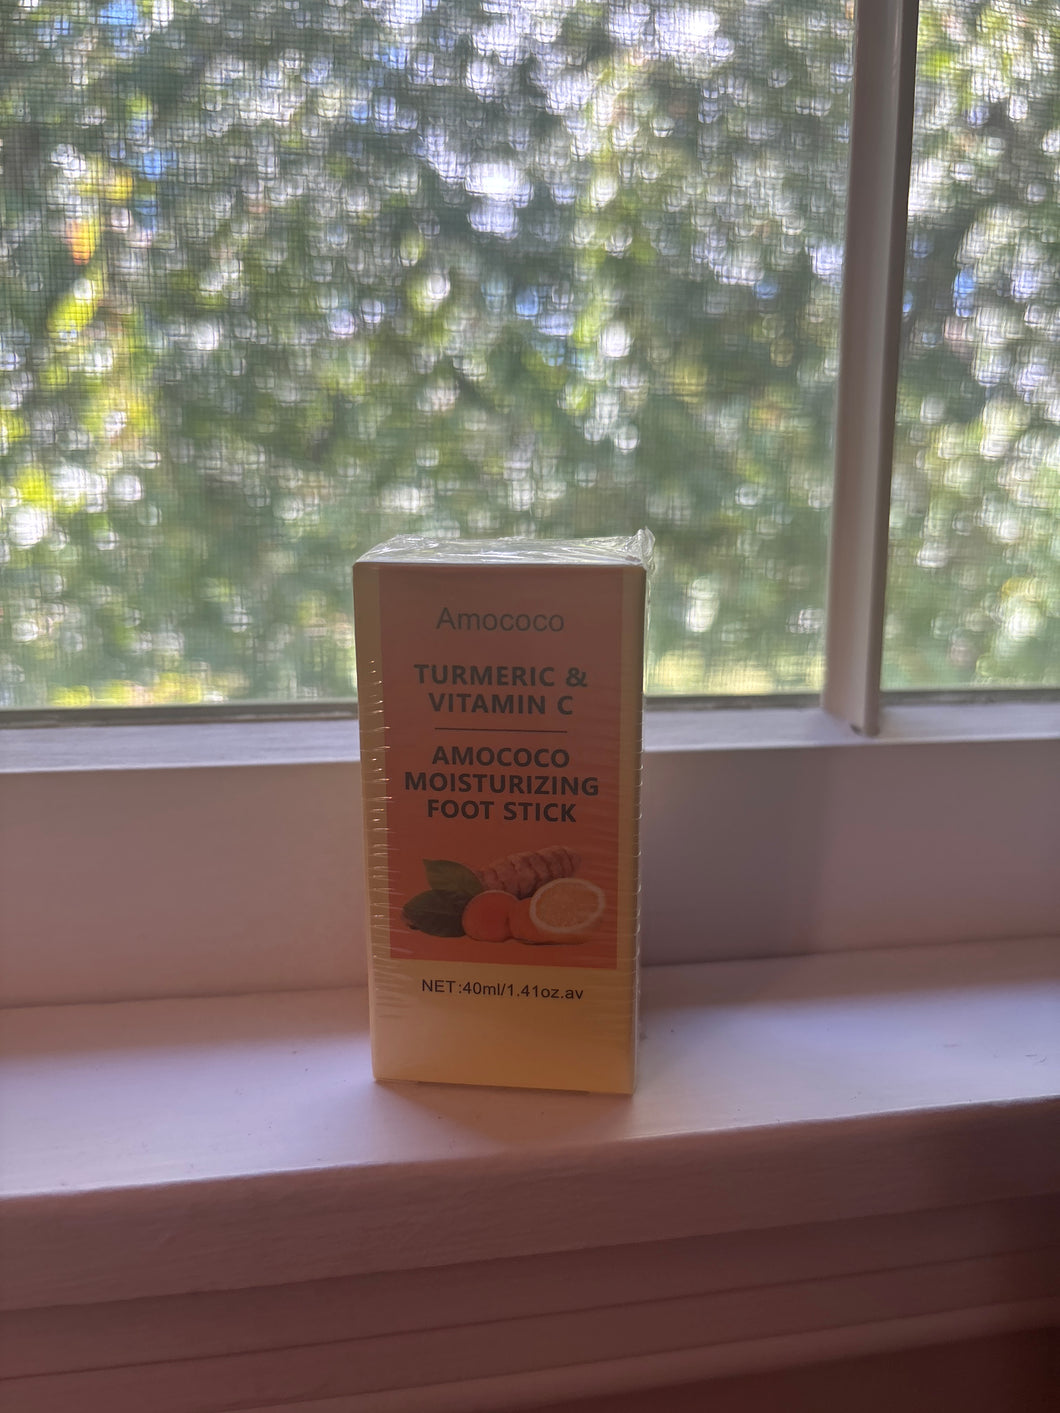 Amococo
TURMERIC &
VITAMIN C
AMOCOCO
MOISTURIZING
FOOT STICK
NET:40ml/1.41oz.av